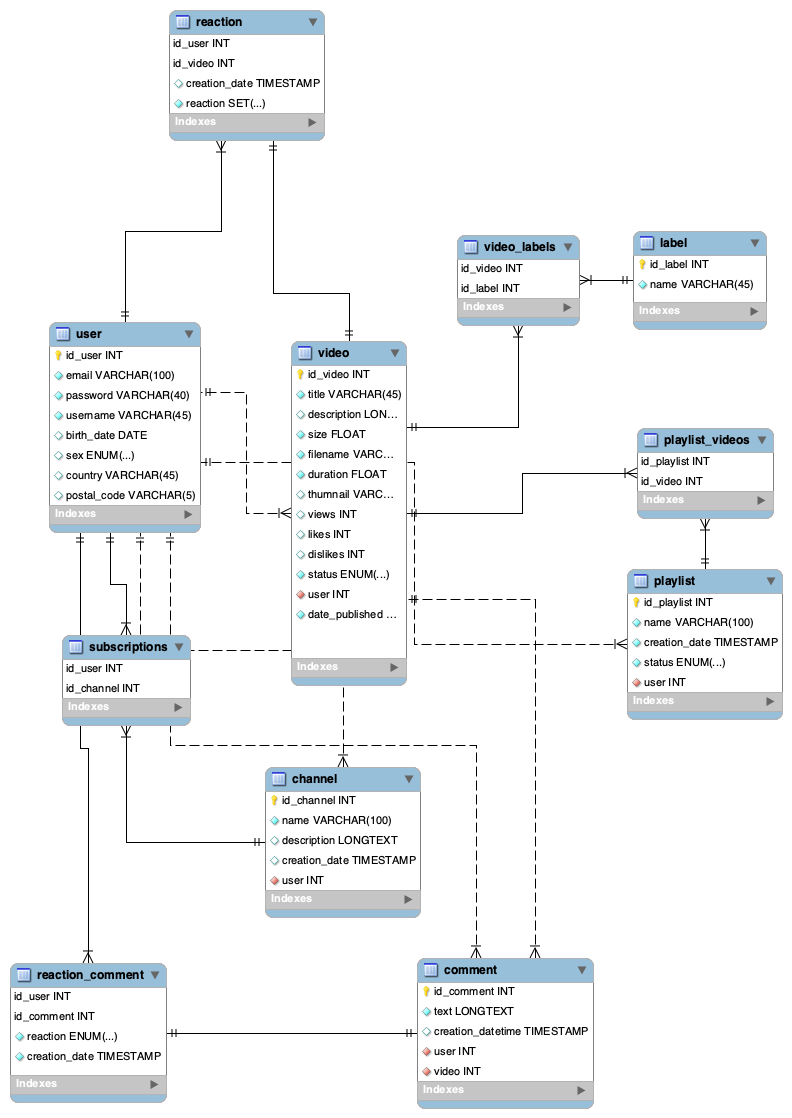 reaction
id_user INT
id_video INT
creation_date TIMESTAMP
reaction SET(...)
Indexes
video_labels
id_video INT
id_label INT
Indexes
label
id_label INT
name VARCHAR(45)
Indexes
user
id_user INT
email VARCHAR(100)
password VARCHAR(40)
username VARCHAR(45)
birth_date DATE
sex ENUM(...)
country VARCHAR(45)
postal_code VARCHAR(5)
Indexes
video
id_video INT
title VARCHAR(45)
description LON...
size FLOAT
filename VARC...
duration FLOAT
thumnail VARC...
views INT
likes INT
dislikes INT
status ENUM(...)
user INT
date_published ...
Indexes
playlist_videos
id_playlist INT
id_video INT
Indexes
playlist
id_playlist INT
name VARCHAR(100)
creation_date TIMESTAMP
status ENUM(...)
user INT
Indexes
subscriptions
id_user INT
id_channel INT
Indexes
channel
id_channel INT
name VARCHAR(100)
description LONGTEXT
creation_date TIMESTAMP
user INT
Indexes
reaction_comment
id_user INT
id_comment INT
reaction ENUM(...)
creation_date TIMESTAMP
Indexes
comment
id_comment INT
text LONGTEXT
creation_datetime TIMESTAMP
user INT
video INT
Indexes